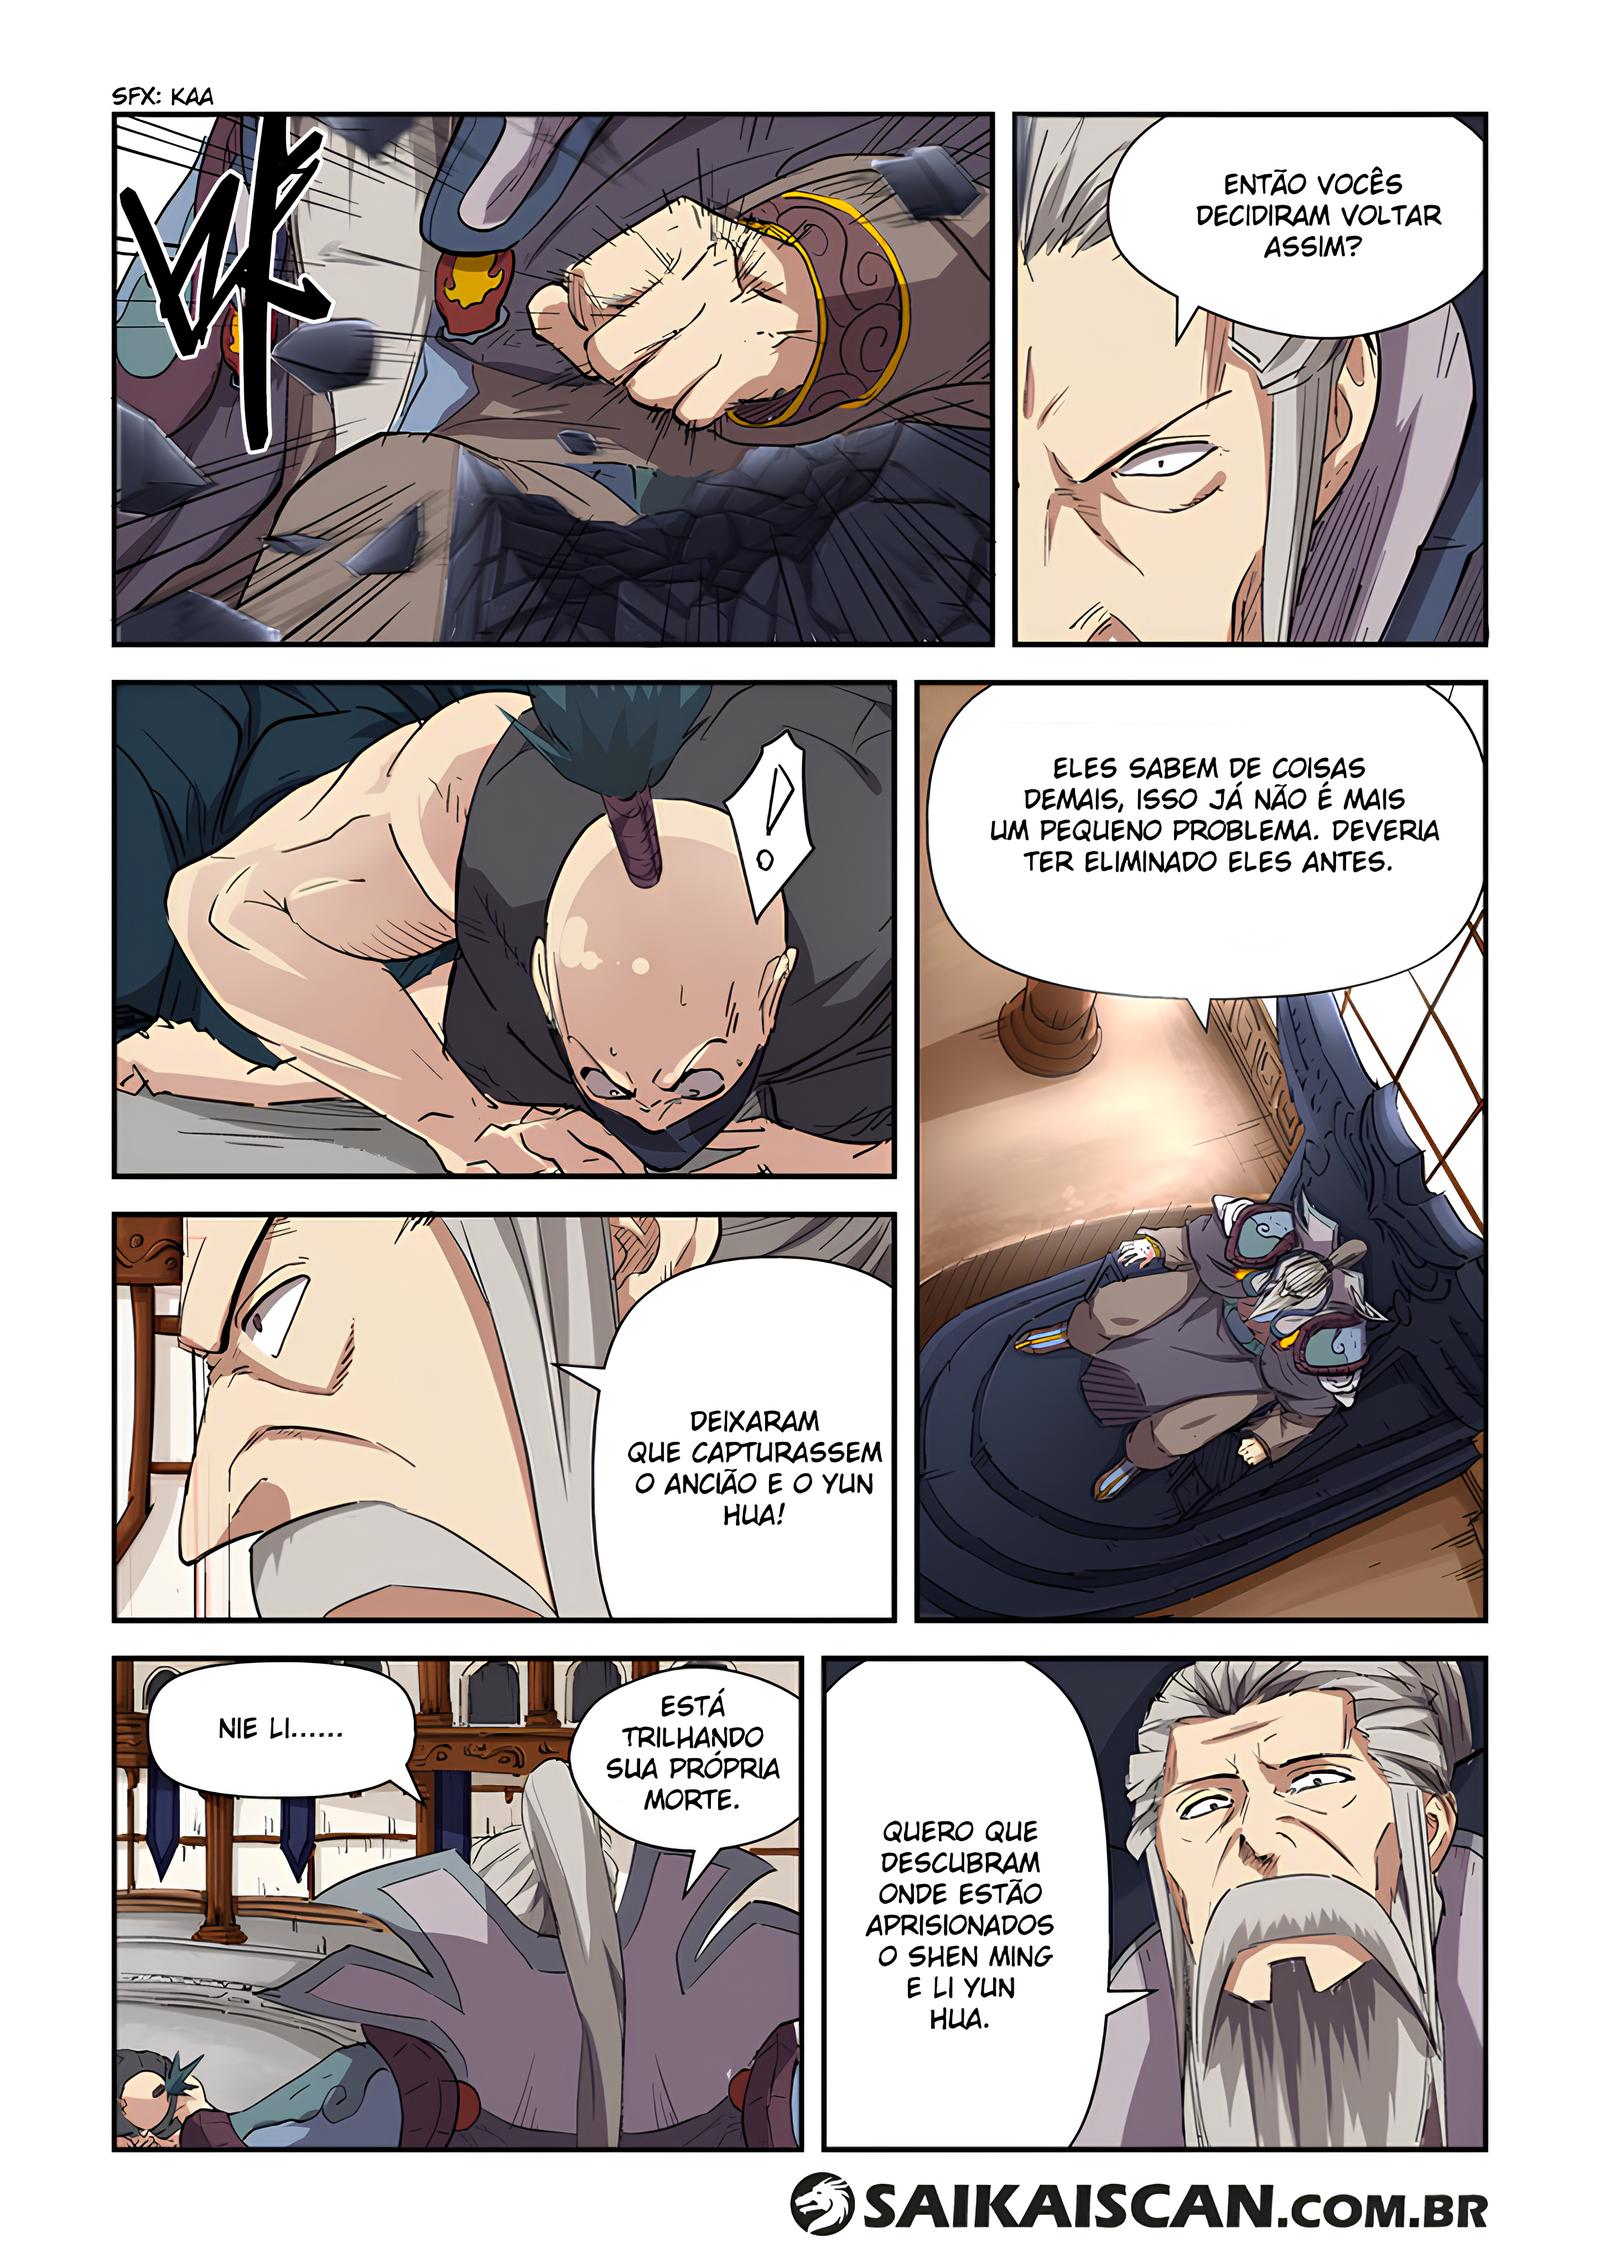 SFX: KAA
ENTÃO VOCÊS
DECIDIRAM VOLTAR
ASSIM?
!
ELES SABEM DE COISAS
DEMAIS, ISSO JÁ NÃO É MAIS
UM PEQUENO PROBLEMA. DEVERIA
TER ELIMINADO ELES ANTES.
DEIXARAM
QUE CAPTURASSEM
O ANCIÃO E O YUN
HUA!
NIE LI......
ESTÁ
TRILHANDO
SUA PRÓPRIA
MORTE.
QUERO QUE
DESCUBRAM
ONDE ESTÃO
APRISIONADOS
O SHEN MING
E LI YUN
HUA.
SAIKAISCAN.COM.BR